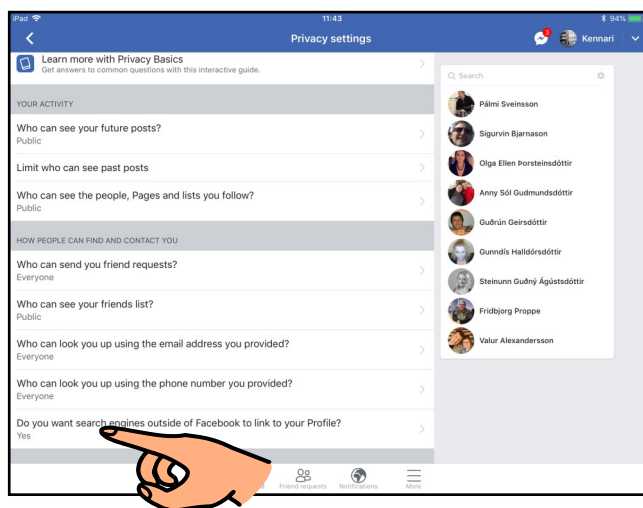 iPad 11:43 94%
Privacy settings 3 Kennari
Learn more with Privacy Basics
Get answers to common questions with this interactive guide.
YOUR ACTIVITY
Who can see your future posts?
Public
Limit who can see past posts
Who can see the people, Pages and lists you follow?
Public
HOW PEOPLE CAN FIND AND CONTACT YOU
Who can send you friend requests?
Everyone
Who can see your friends list?
Public
Who can look you up using the email address you provided?
Everyone
Who can look you up using the phone number you provided?
Everyone
Do you want search engines outside of Facebook to link to your Profile?
Yes
Search
Pálmi Sveinsson
Sigurvin Bjarnason
Olga Ellen Þorsteinsdóttir
Anny Sól Gudmundsdóttir
Guðrún Geirsdóttir
Gunndís Halldórsdóttir
Steinunn Guðný Ágústsdóttir
Fridbjorg Proppe
Valur Alexandersson
Friend requests Notifications More